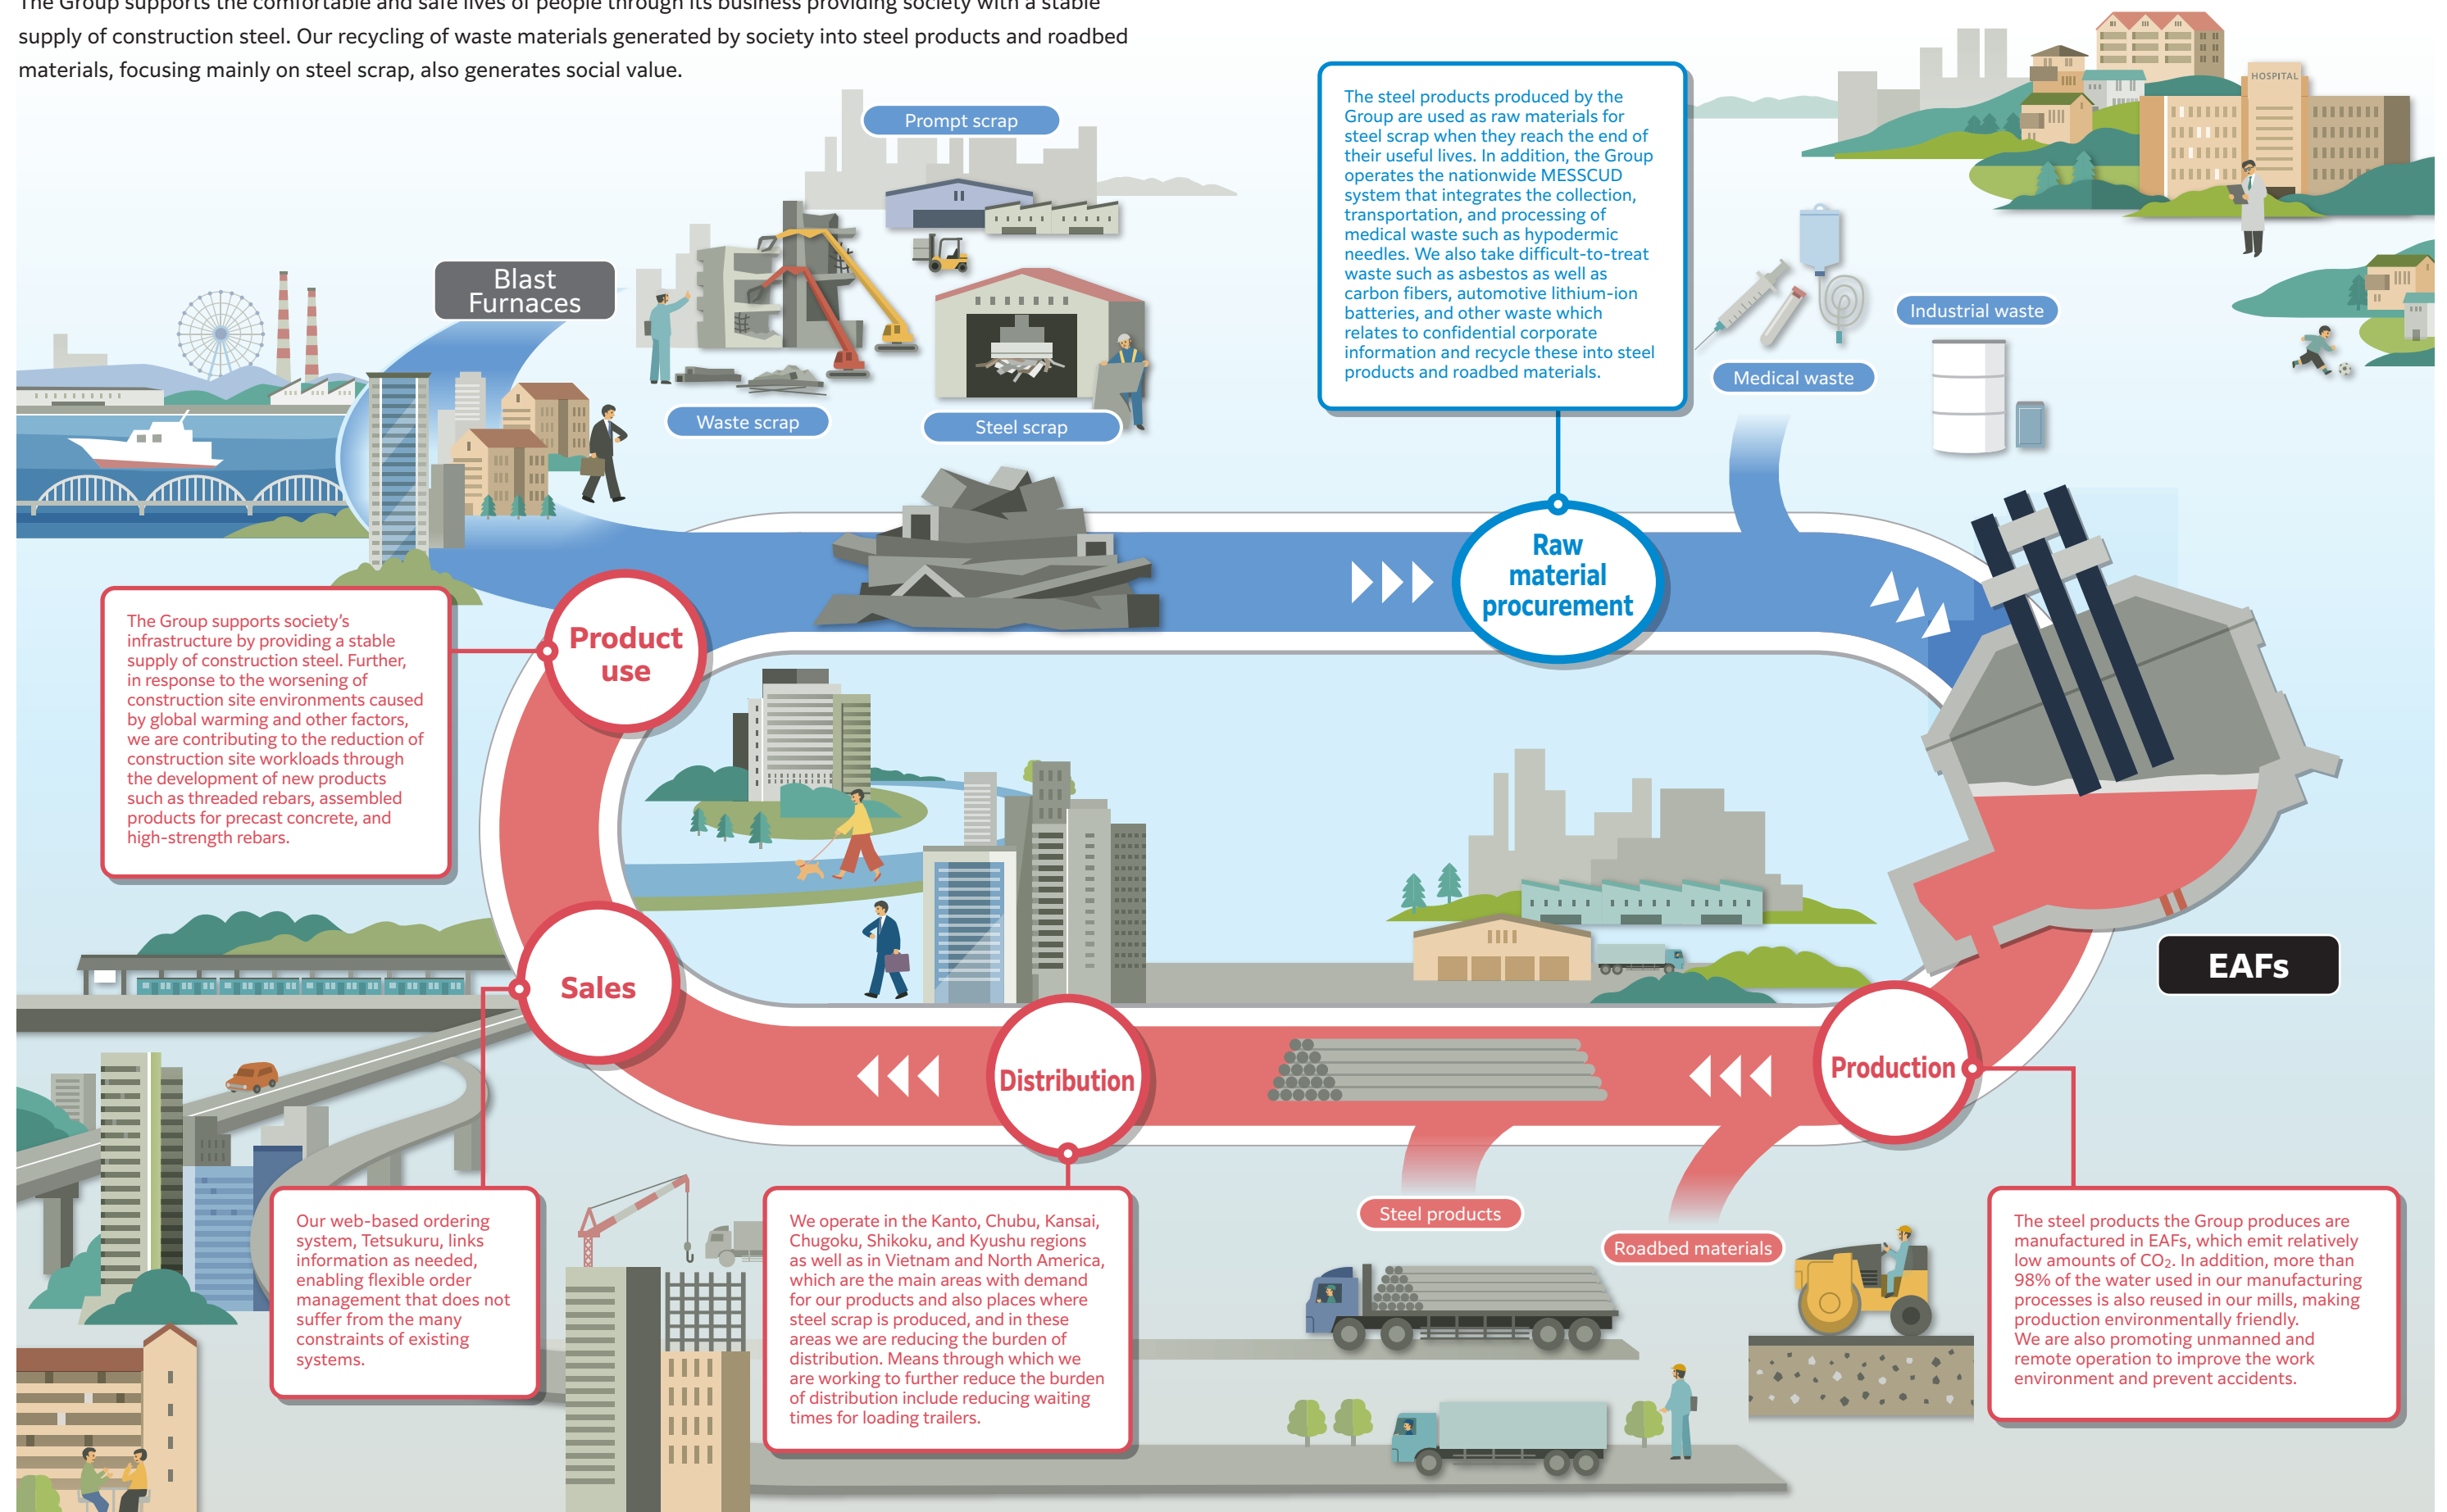 The Group supports the comfortable and safe lives of people through its business providing society with a stable
supply of construction steel. Our recycling of waste materials generated by society into steel products and roadbed
materials, focusing mainly on steel scrap, also generates social value.
Prompt scrap
The steel products produced by the
Group are used as raw materials for
steel scrap when they reach the end of
their useful lives. In addition, the Group
operates the nationwide MESSCUD
system that integrates the collection,
transportation, and processing of
medical waste such as hypodermic
needles. We also take difficult-to-treat
waste such as asbestos as well as
carbon fibers, automotive lithium-ion
batteries, and other waste which
relates to confidential corporate
information and recycle these into steel
products and roadbed materials.
HOSPITAL
Blast
Furnaces
Industrial waste
Medical waste
Waste scrap
Steel scrap
Raw
material
procurement
Product
use
The Group supports society's
infrastructure by providing a stable
supply of construction steel. Further,
in response to the worsening of
construction site environments caused
by global warming and other factors,
we are contributing to the reduction of
construction site workloads through
the development of new products
such as threaded rebars, assembled
products for precast concrete, and
high-strength rebars.
EAFs
Sales
Distribution
Production
Steel products
Roadbed materials
Our web-based ordering
system, Tetsukuru, links
information as needed,
enabling flexible order
management that does not
suffer from the many
constraints of existing
systems.
We operate in the Kanto, Chubu, Kansai,
Chugoku, Shikoku, and Kyushu regions
as well as in Vietnam and North America,
which are the main areas with demand
for our products and also places where
steel scrap is produced, and in these
areas we are reducing the burden of
distribution. Means through which we
are working to further reduce the burden
of distribution include reducing waiting
times for loading trailers.
The steel products the Group produces are
manufactured in EAFs, which emit relatively
low amounts of CO₂. In addition, more than
98% of the water used in our manufacturing
processes is also reused in our mills, making
production environmentally friendly.
We are also promoting unmanned and
remote operation to improve the work
environment and prevent accidents.